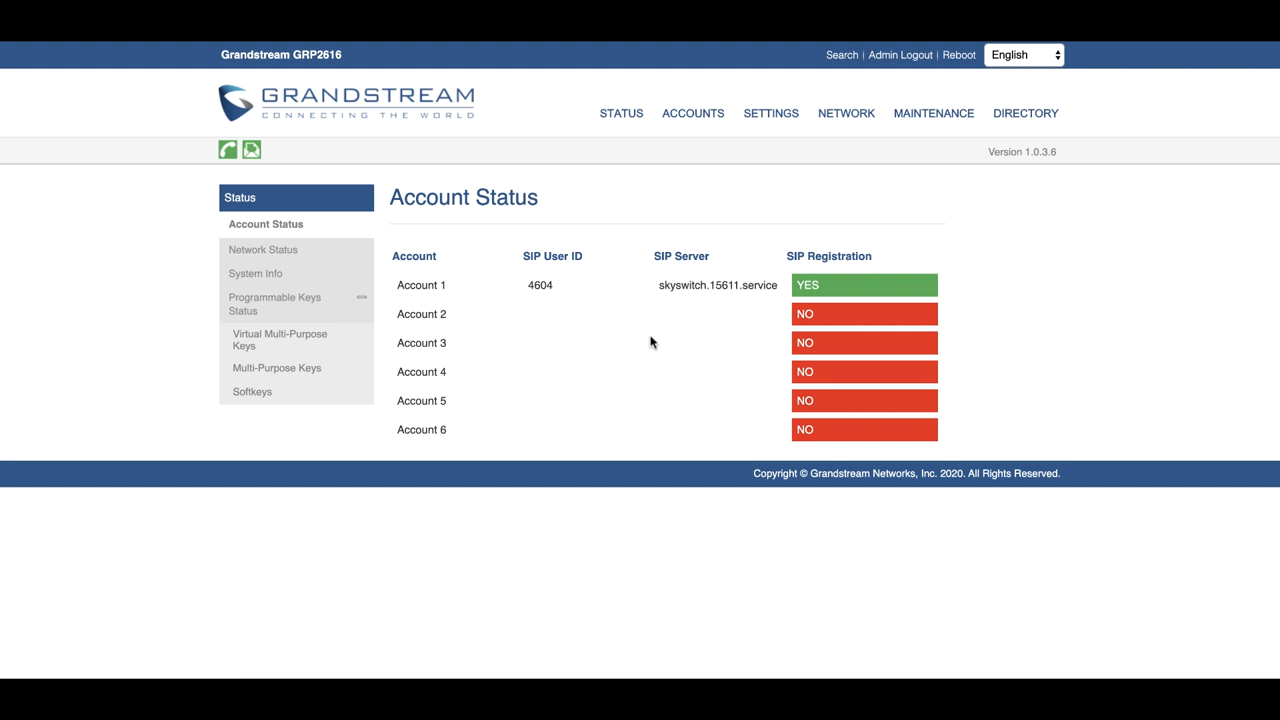 Grandstream GRP2616
Search | Admin Logout | Reboot English
GRANDSTREAM
CONNECTING THE WORLD
STATUS ACCOUNTS SETTINGS NETWORK MAINTENANCE DIRECTORY
Version 1.0.3.6
Status
Account Status
Network Status
System Info
Programmable Keys
Status
Virtual Multi-Purpose
Keys
Multi-Purpose Keys
Softkeys
Account Status
Account SIP User ID SIP Server SIP Registration
Account 1 4604 skyswitch.15611.service YES
Account 2 NO
Account 3 NO
Account 4 NO
Account 5 NO
Account 6 NO
Copyright © Grandstream Networks, Inc. 2020. All Rights Reserved.